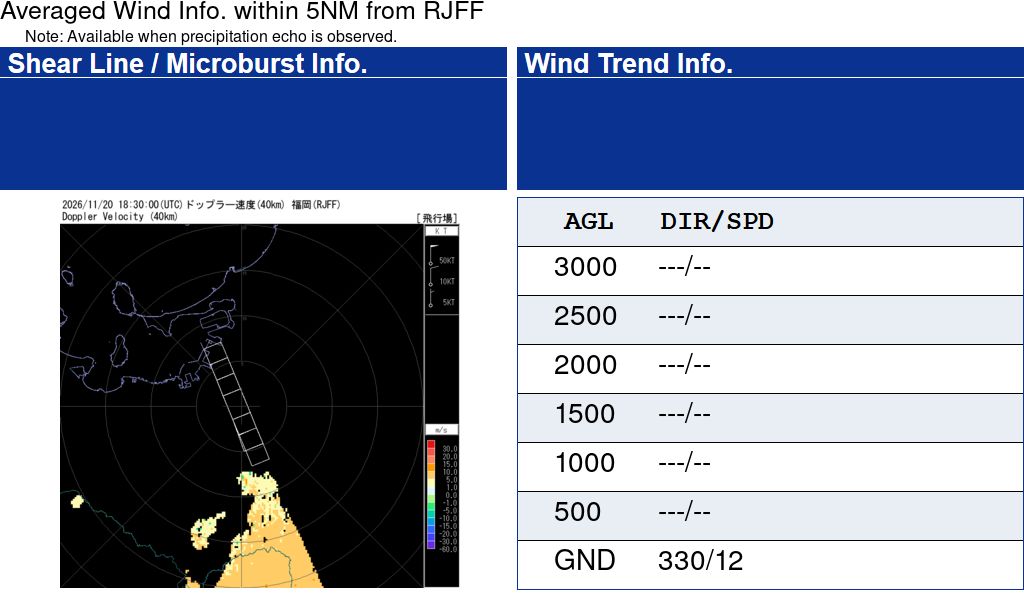 Averaged Wind Info. within 5NM from RJFF
Note: Available when precipitation echo is observed.
Shear Line / Microburst Info.
Wind Trend Info.
2026/11/20 18:30:00(UTC) ドップラー速度(40km) 福岡(RJFF)
Doppler Velocity (40km)
[飛行場]
KT
50KT
10KT
5KT
m/s
30.0
20.0
15.0
10.0
5.0
1.0
0.0
-1.0
-5.0
-10.0
-15.0
-20.0
-30.0
-60.0
AGL DIR/SPD
3000 ---/--
2500 ---/--
2000 ---/--
1500 ---/--
1000 ---/--
500 ---/--
GND 330/12